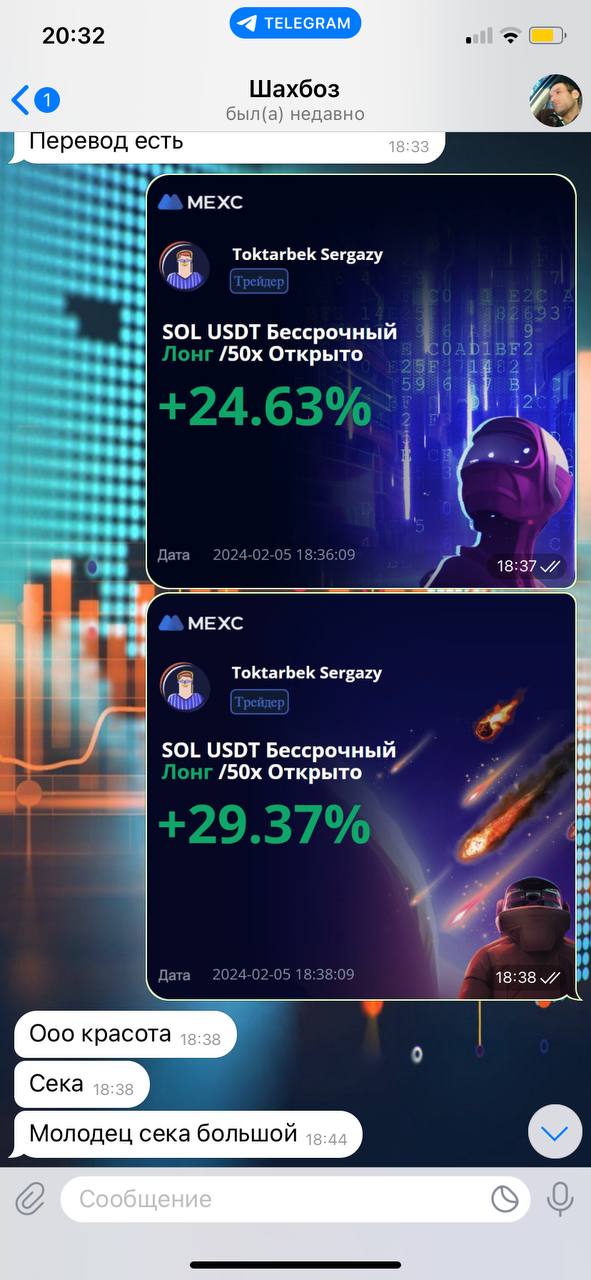 20:32
TELEGRAM
1
Шахбоз
был(а) недавно
Перевод есть 18:33
MEXC
Toktarbek Sergazy
Трейдер
SOL USDT Бессрочный
Лонг /50x Открыто
+24.63%
Дата 2024-02-05 18:36:09
18:37
MEXC
Toktarbek Sergazy
Трейдер
SOL USDT Бессрочный
Лонг /50x Открыто
+29.37%
Дата 2024-02-05 18:38:09
18:38
Ооо красота 18:38
Сека 18:38
Молодец сека большой 18:44
Сообщение